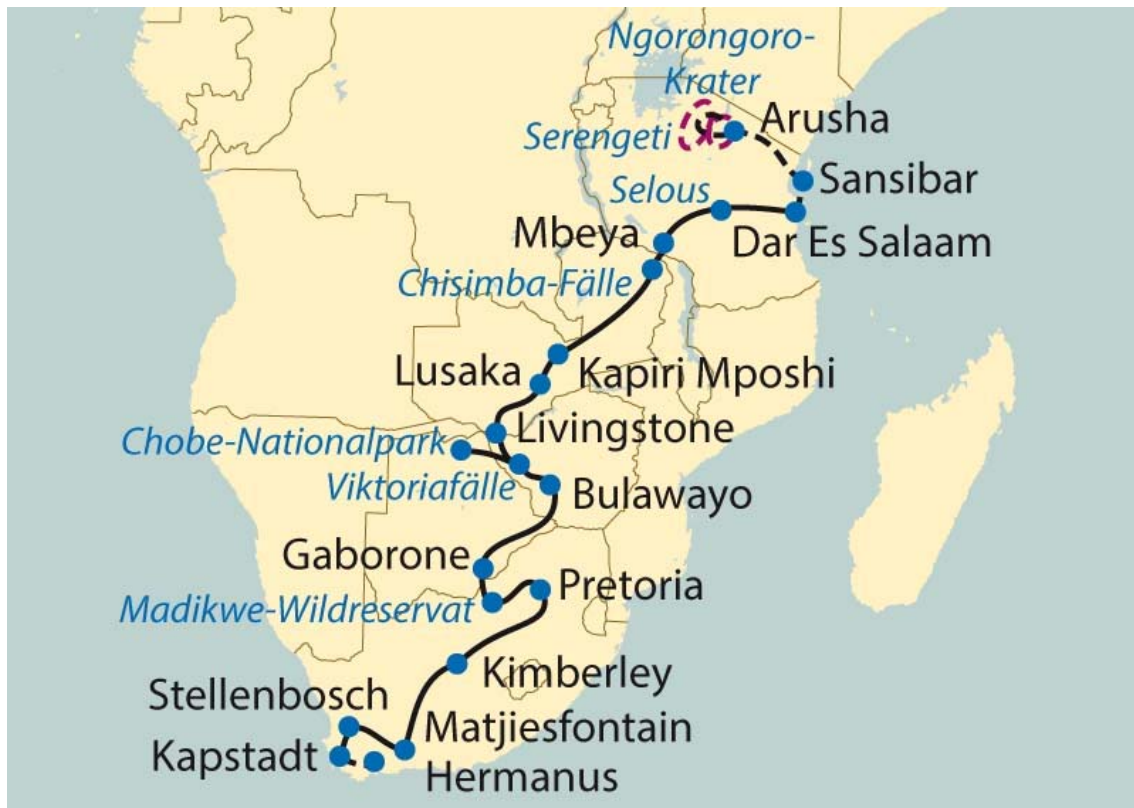 Ngorongoro-
Krater
Arusha
Serengeti
Sansibar
Selous
Mbeya
Dar Es Salaam
Chisimba-Fälle
Lusaka
Kapiri Mposhi
Livingstone
Chobe-Nationalpark
Viktoriafälle
Bulawayo
Gaborone
Pretoria
Madikwe-Wildreservat
Kimberley
Stellenbosch
Matjiesfontain
Kapstadt
Hermanus